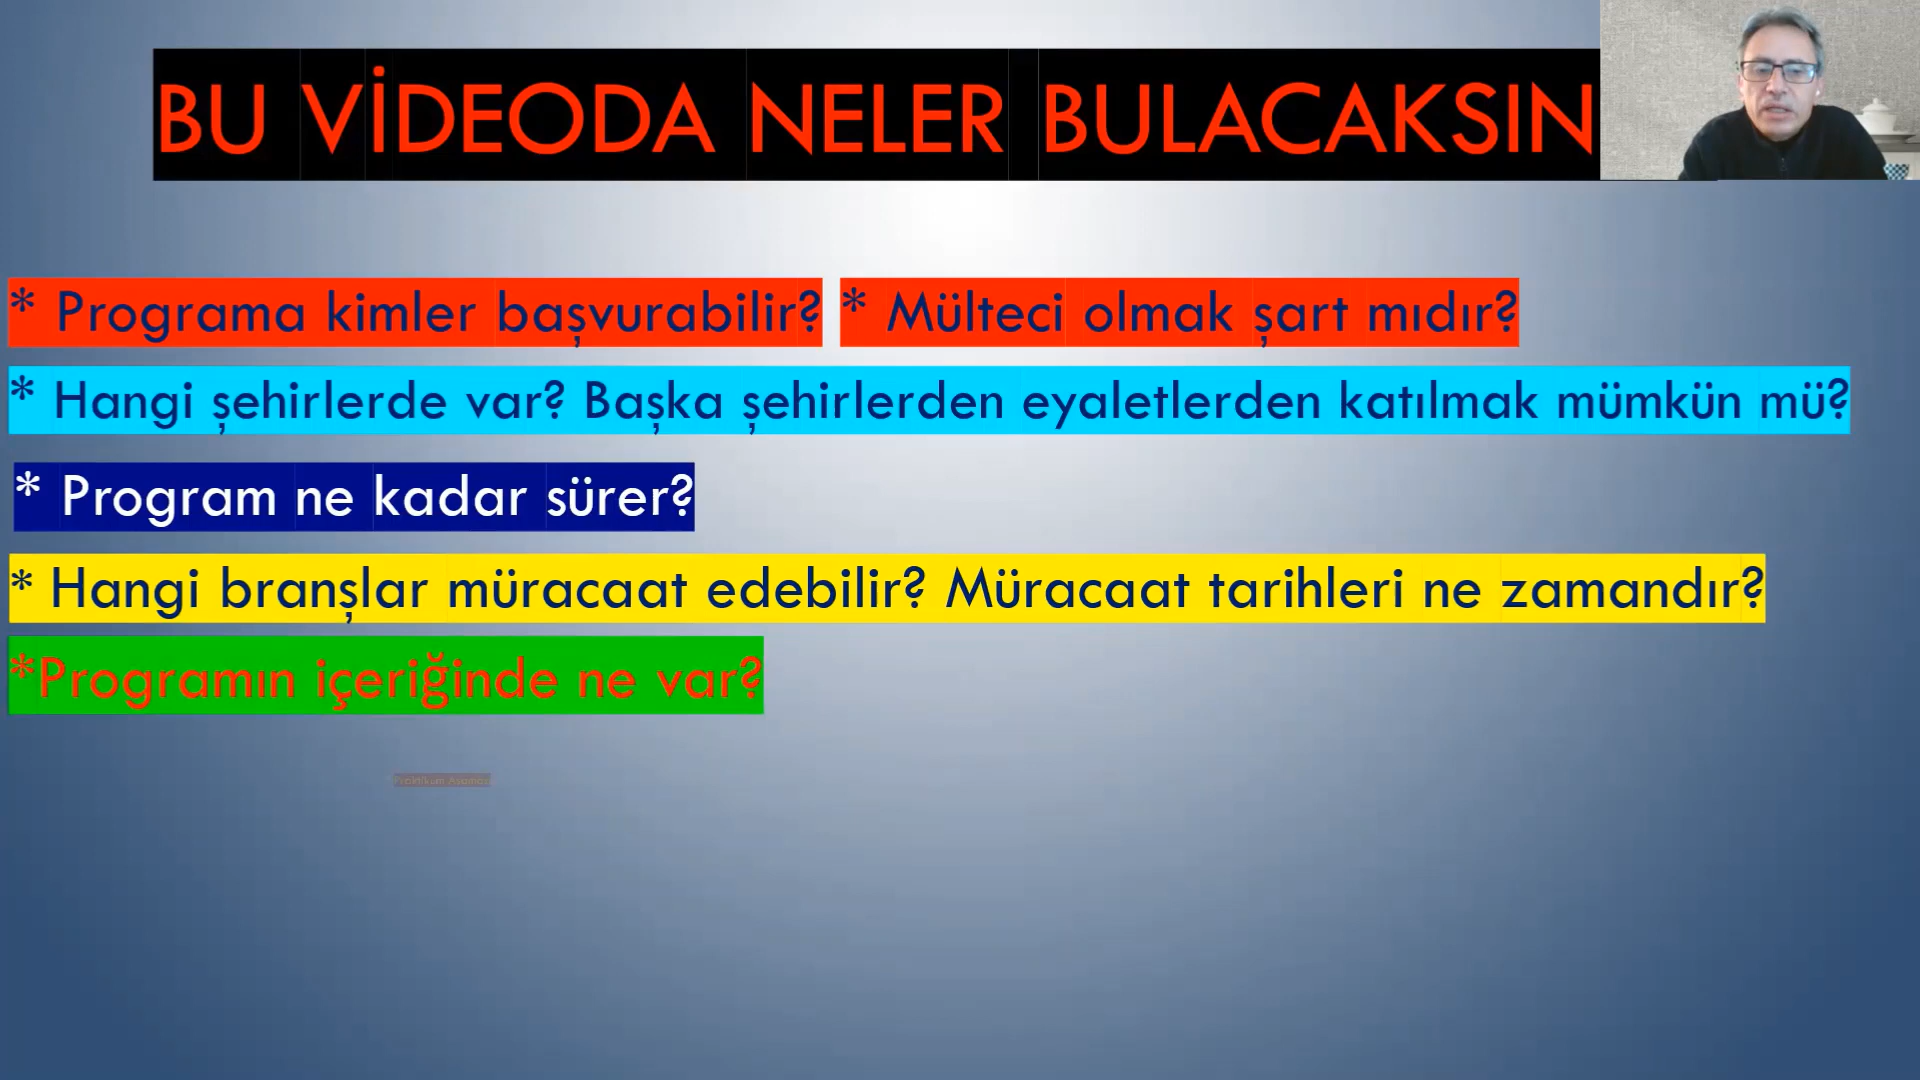 BU VİDEODA NELER BULACAKSIN
* Programa kimler başvurabilir? * Mülteci olmak şart mıdır?
* Hangi şehirlerde var? Başka şehirlerden eyaletlerden katılmak mümkün mü?
* Program ne kadar sürer?
* Hangi branşlar müracaat edebilir? Müracaat tarihleri ne zamandır?
*Programın içeriğinde ne var?
Praktikum